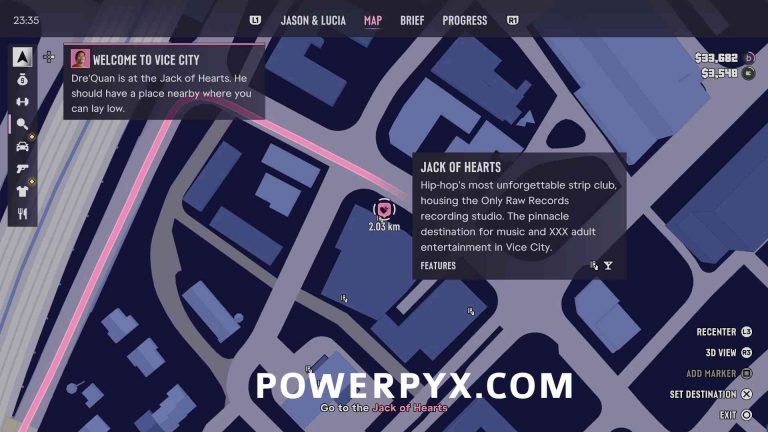 23:35
L1 JASON & LUCIA MAP BRIEF PROGRESS R1
WELCOME TO VICE CITY
Dre'Quan is at the Jack of Hearts. He
should have a place nearby where you
can lay low.
$33,682
$3,548
JACK OF HEARTS
Hip-hop's most unforgettable strip club,
housing the Only Raw Records
recording studio. The pinnacle
destination for music and XXX adult
entertainment in Vice City.
FEATURES
2.03 km
RECENTER L3
3D VIEW R3
ADD MARKER
SET DESTINATION
EXIT
POWERPYX.COM
Go to the Jack of Hearts